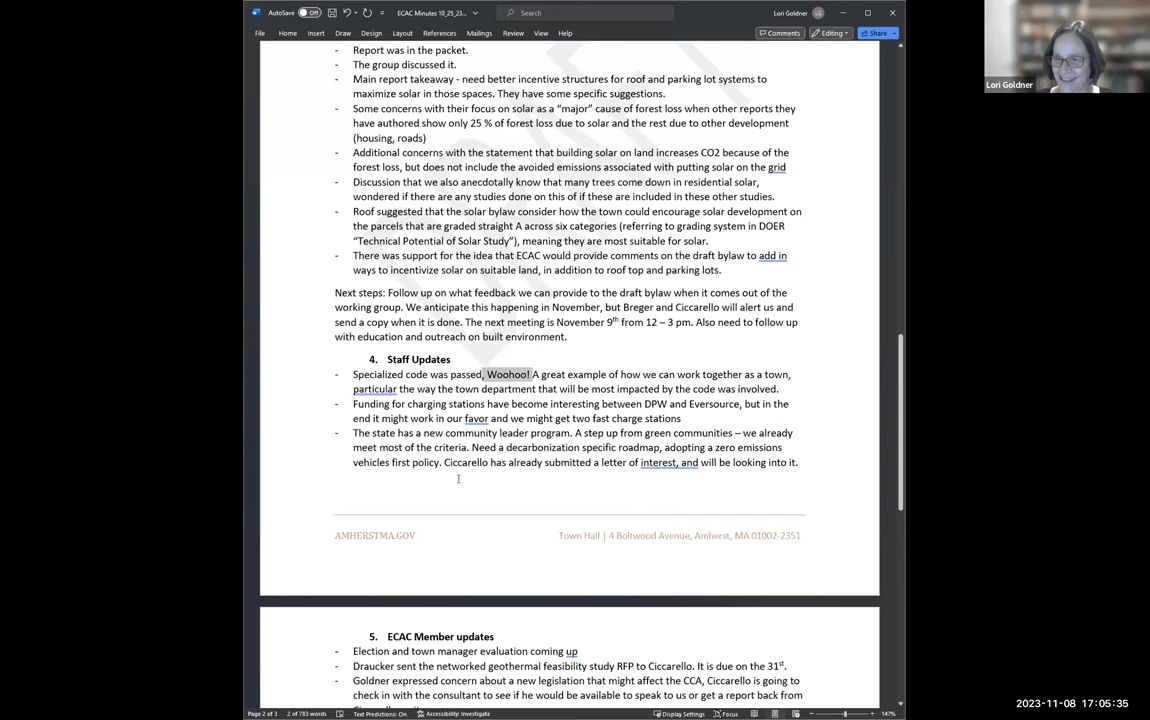 AutoSave Off ECAC Minutes 10_25_23... Search Lori Goldner LG
File Home Insert Draw Design Layout References Mailings Review View Help Comments Editing Share
- Report was in the packet.
- The group discussed it.
- Main report takeaway - need better incentive structures for roof and parking lot systems to
maximize solar in those spaces. They have some specific suggestions.
- Some concerns with their focus on solar as a “major” cause of forest loss when other reports they
have authored show only 25 % of forest loss due to solar and the rest due to other development
(housing, roads)
- Additional concerns with the statement that building solar on land increases CO2 because of the
forest loss, but does not include the avoided emissions associated with putting solar on the grid
- Discussion that we also anecdotally know that many trees come down in residential solar,
wondered if there are any studies done on this of if these are included in these other studies.
- Roof suggested that the solar bylaw consider how the town could encourage solar development on
the parcels that are graded straight A across six categories (referring to grading system in DOER
“Technical Potential of Solar Study”), meaning they are most suitable for solar.
- There was support for the idea that ECAC would provide comments on the draft bylaw to add in
ways to incentivize solar on suitable land, in addition to roof top and parking lots.
Next steps: Follow up on what feedback we can provide to the draft bylaw when it comes out of the
working group. We anticipate this happening in November, but Breger and Ciccarello will alert us and
send a copy when it is done. The next meeting is November 9th from 12 – 3 pm. Also need to follow up
with education and outreach on built environment.
4. Staff Updates
- Specialized code was passed, Woohoo! A great example of how we can work together as a town,
particular the way the town department that will be most impacted by the code was involved.
- Funding for charging stations have become interesting between DPW and Eversource, but in the
end it might work in our favor and we might get two fast charge stations
- The state has a new community leader program. A step up from green communities – we already
meet most of the criteria. Need a decarbonization specific roadmap, adopting a zero emissions
vehicles first policy. Ciccarello has already submitted a letter of interest, and will be looking into it.
AMHERSTMA.GOV Town Hall | 4 Boltwood Avenue, Amherst, MA 01002-2351
5. ECAC Member updates
- Election and town manager evaluation coming up
- Draucker sent the networked geothermal feasibility study RFP to Ciccarello. It is due on the 31st.
- Goldner expressed concern about a new legislation that might affect the CCA, Ciccarello is going to
check in with the consultant to see if he would be available to speak to us or get a report back from
Page 2 of 3 2 of 783 words Text Predictions: On Accessibility: Investigate Display Settings Focus 147%
Lori Goldner
2023-11-08 17:05:35